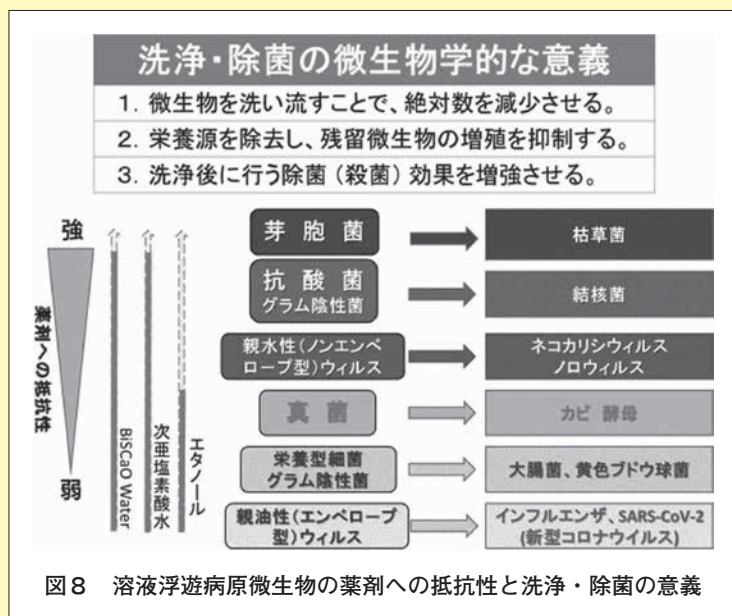 洗浄・除菌の微生物学的な意義
1. 微生物を洗い流すことで、絶対数を減少させる。
2. 栄養源を除去し、残留微生物の増殖を抑制する。
3. 洗浄後に行う除菌(殺菌)効果を増強させる。
強
薬剤への抵抗性
弱
BiSCaO Water
次亜塩素酸水
エタノール
芽胞菌
枯草菌
抗酸菌
グラム陰性菌
結核菌
親水性(ノンエンベ
ロープ型)ウィルス
ネコカリシウィルス
ノロウィルス
真菌
カビ 酵母
栄養型細菌
グラム陰性菌
大腸菌、黄色ブドウ球菌
親油性(エンベロープ
型)ウィルス
インフルエンザ、SARS-CoV-2
(新型コロナウイルス)
図8 溶液浮遊病原微生物の薬剤への抵抗性と洗浄・除菌の意義